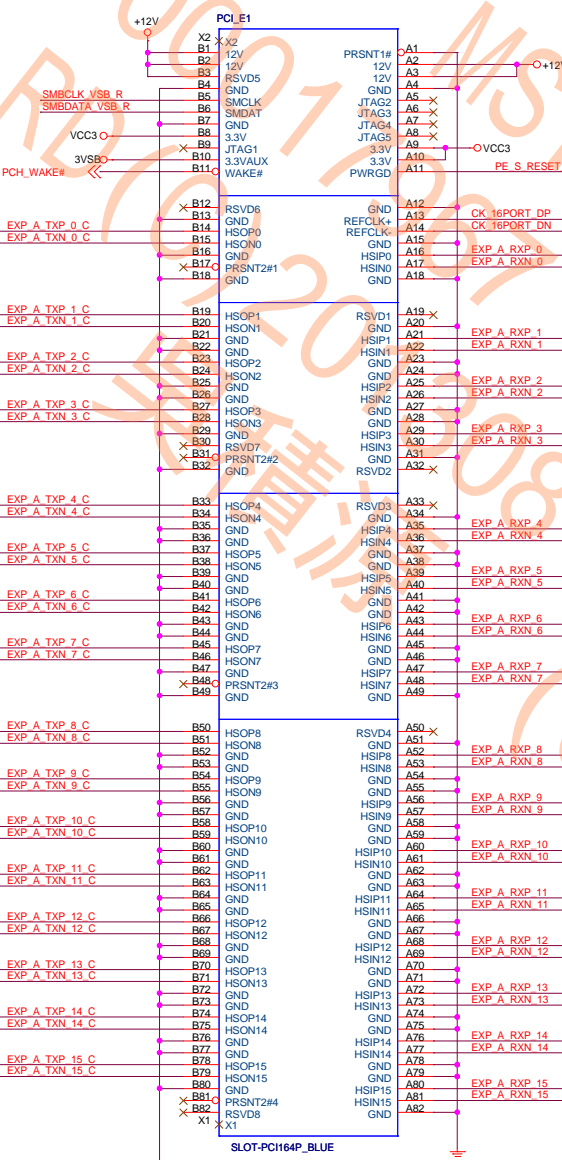 PCI_E1
+12V
X2 X2
B1 12V PRSNT1# A1
B2 12V 12V A2
B3 RSVD5 12V A3 +12V
B4 GND GND A4
SMBCLK_VSB_R B5 SMCLK JTAG2 A5
SMBDATA_VSB_R B6 SMDAT JTAG3 A6
B7 GND JTAG4 A7
VCC3 B8 3.3V JTAG5 A8
B9 JTAG1 3.3V A9 VCC3
3VSB B10 3.3VAUX 3.3V A10
PCH_WAKE# B11 WAKE# PWRGD A11 PE_S_RESET
B12 RSVD6 GND A12
B13 GND REFCLK+ A13 CK_16PORT_DP
EXP_A_TXP_0_C B14 HSOP0 REFCLK- A14 CK_16PORT_DN
EXP_A_TXN_0_C B15 HSON0 GND A15
B16 GND HSIP0 A16 EXP_A_RXP_0
B17 PRSNT2#1 HSIN0 A17 EXP_A_RXN_0
B18 GND GND A18
EXP_A_TXP_1_C B19 HSOP1 RSVD1 A19
EXP_A_TXN_1_C B20 HSON1 GND A20
B21 GND HSIP1 A21 EXP_A_RXP_1
B22 GND HSIN1 A22 EXP_A_RXN_1
EXP_A_TXP_2_C B23 HSOP2 GND A23
EXP_A_TXN_2_C B24 HSON2 GND A24
B25 GND HSIP2 A25 EXP_A_RXP_2
B26 GND HSIN2 A26 EXP_A_RXN_2
EXP_A_TXP_3_C B27 HSOP3 GND A27
EXP_A_TXN_3_C B28 HSON3 GND A28
B29 GND HSIP3 A29 EXP_A_RXP_3
B30 RSVD7 HSIN3 A30 EXP_A_RXN_3
B31 PRSNT2#2 GND A31
B32 GND RSVD2 A32
EXP_A_TXP_4_C B33 HSOP4 RSVD3 A33
EXP_A_TXN_4_C B34 HSON4 GND A34
B35 GND HSIP4 A35 EXP_A_RXP_4
B36 GND HSIN4 A36 EXP_A_RXN_4
EXP_A_TXP_5_C B37 HSOP5 GND A37
EXP_A_TXN_5_C B38 HSON5 GND A38
B39 GND HSIP5 A39 EXP_A_RXP_5
B40 GND HSIN5 A40 EXP_A_RXN_5
EXP_A_TXP_6_C B41 HSOP6 GND A41
EXP_A_TXN_6_C B42 HSON6 GND A42
B43 GND HSIP6 A43 EXP_A_RXP_6
B44 GND HSIN6 A44 EXP_A_RXN_6
EXP_A_TXP_7_C B45 HSOP7 GND A45
EXP_A_TXN_7_C B46 HSON7 GND A46
B47 GND HSIP7 A47 EXP_A_RXP_7
B48 PRSNT2#3 HSIN7 A48 EXP_A_RXN_7
B49 GND GND A49
EXP_A_TXP_8_C B50 HSOP8 RSVD4 A50
EXP_A_TXN_8_C B51 HSON8 GND A51
B52 GND HSIP8 A52 EXP_A_RXP_8
B53 GND HSIN8 A53 EXP_A_RXN_8
EXP_A_TXP_9_C B54 HSOP9 GND A54
EXP_A_TXN_9_C B55 HSON9 GND A55
B56 GND HSIP9 A56 EXP_A_RXP_9
B57 GND HSIN9 A57 EXP_A_RXN_9
EXP_A_TXP_10_C B58 HSOP10 GND A58
EXP_A_TXN_10_C B59 HSON10 GND A59
B60 GND HSIP10 A60 EXP_A_RXP_10
B61 GND HSIN10 A61 EXP_A_RXN_10
EXP_A_TXP_11_C B62 HSOP11 GND A62
EXP_A_TXN_11_C B63 HSON11 GND A63
B64 GND HSIP11 A64 EXP_A_RXP_11
B65 GND HSIN11 A65 EXP_A_RXN_11
EXP_A_TXP_12_C B66 HSOP12 GND A66
EXP_A_TXN_12_C B67 HSON12 GND A67
B68 GND HSIP12 A68 EXP_A_RXP_12
B69 GND HSIN12 A69 EXP_A_RXN_12
EXP_A_TXP_13_C B70 HSOP13 GND A70
EXP_A_TXN_13_C B71 HSON13 GND A71
B72 GND HSIP13 A72 EXP_A_RXP_13
B73 GND HSIN13 A73 EXP_A_RXN_13
EXP_A_TXP_14_C B74 HSOP14 GND A74
EXP_A_TXN_14_C B75 HSON14 GND A75
B76 GND HSIP14 A76 EXP_A_RXP_14
B77 GND HSIN14 A77 EXP_A_RXN_14
EXP_A_TXP_15_C B78 HSOP15 GND A78
EXP_A_TXN_15_C B79 HSON15 GND A79
B80 GND HSIP15 A80 EXP_A_RXP_15
B81 PRSNT2#4 HSIN15 A81 EXP_A_RXN_15
B82 RSVD8 GND A82
X1 X1
SLOT-PCI164P_BLUE
00017967
RD(C)201308